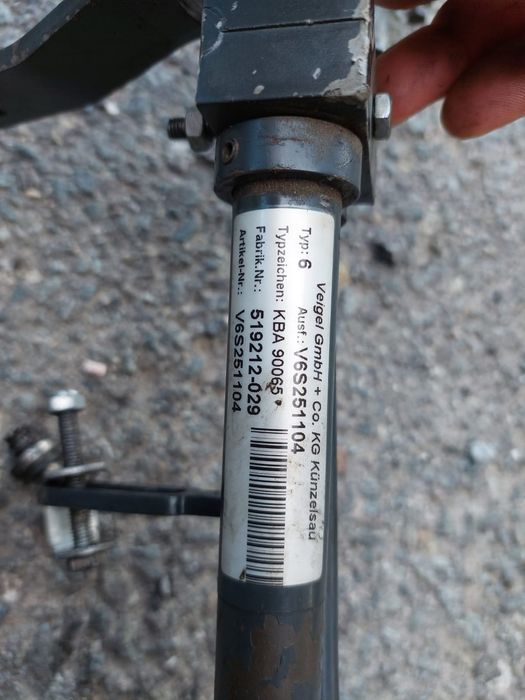 Veigel GmbH + Co. KG Künzelsau
Typ: 6 Ausf.: V6S251104
Typzeichen: KBA 90065
Fabrik.Nr.: 519212-029
Artikel-Nr.: V6S251104